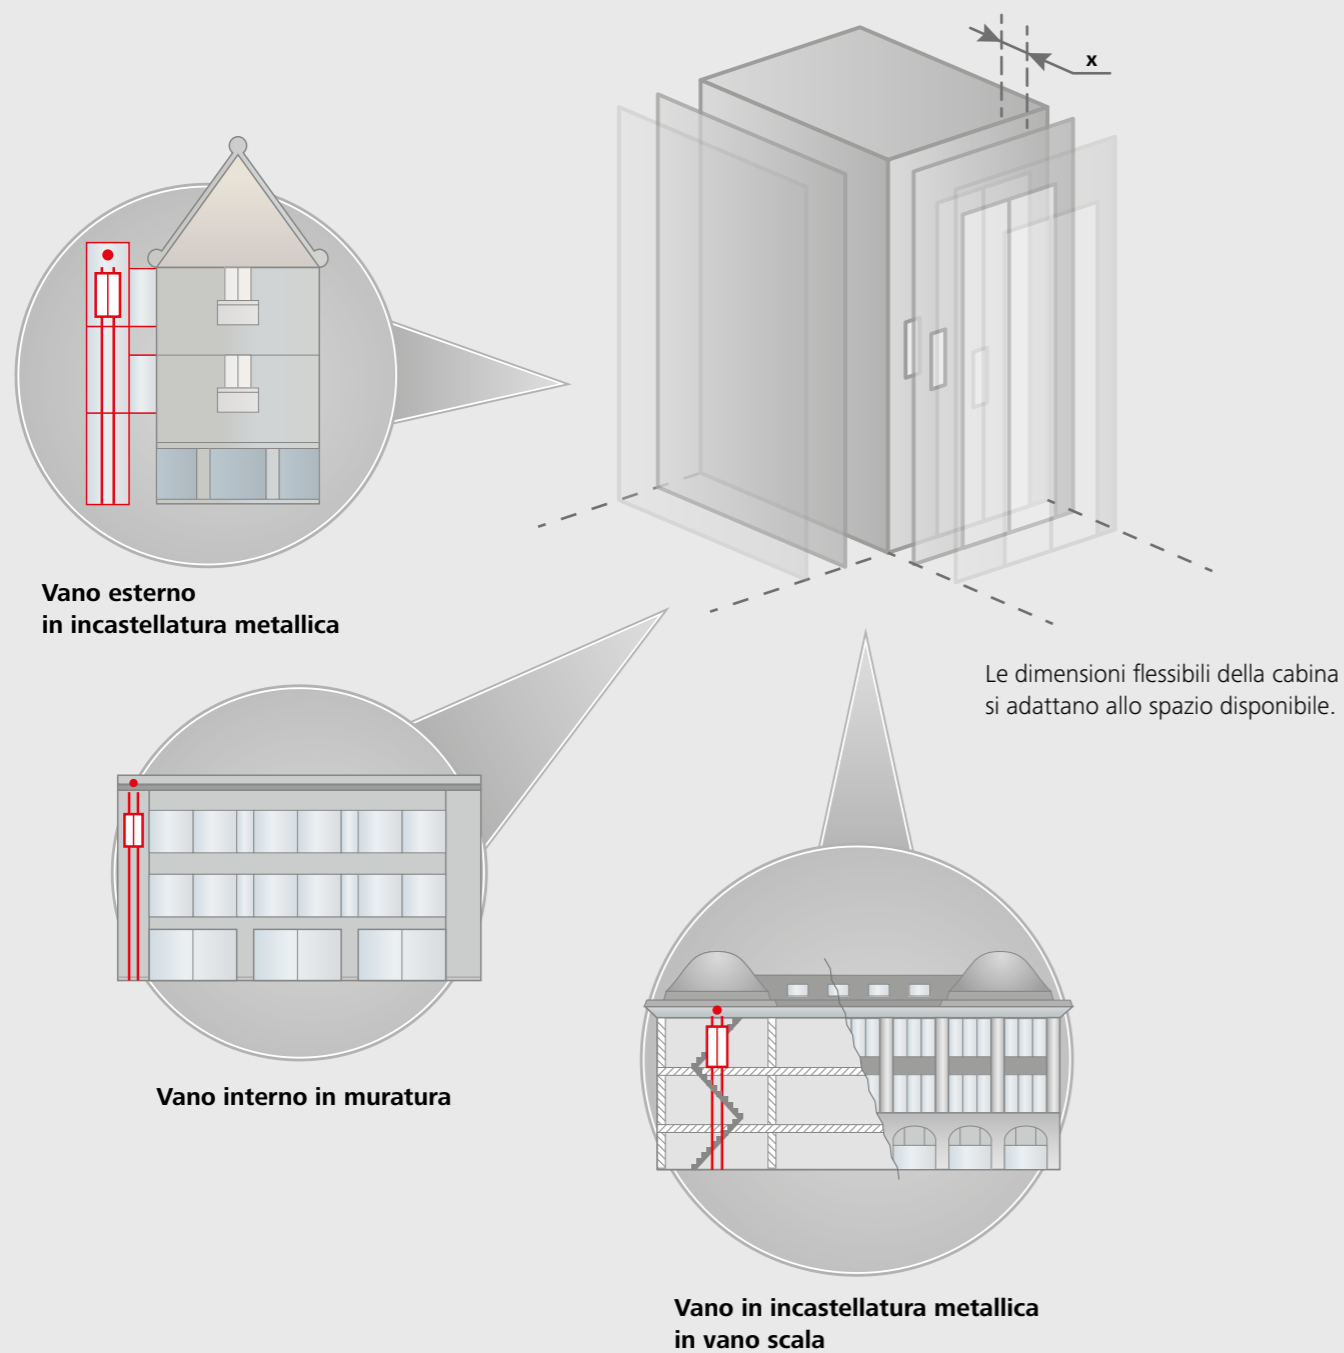 x
Vano esterno
in incastellatura metallica
Le dimensioni flessibili della cabina
si adattano allo spazio disponibile.
Vano interno in muratura
Vano in incastellatura metallica
in vano scala